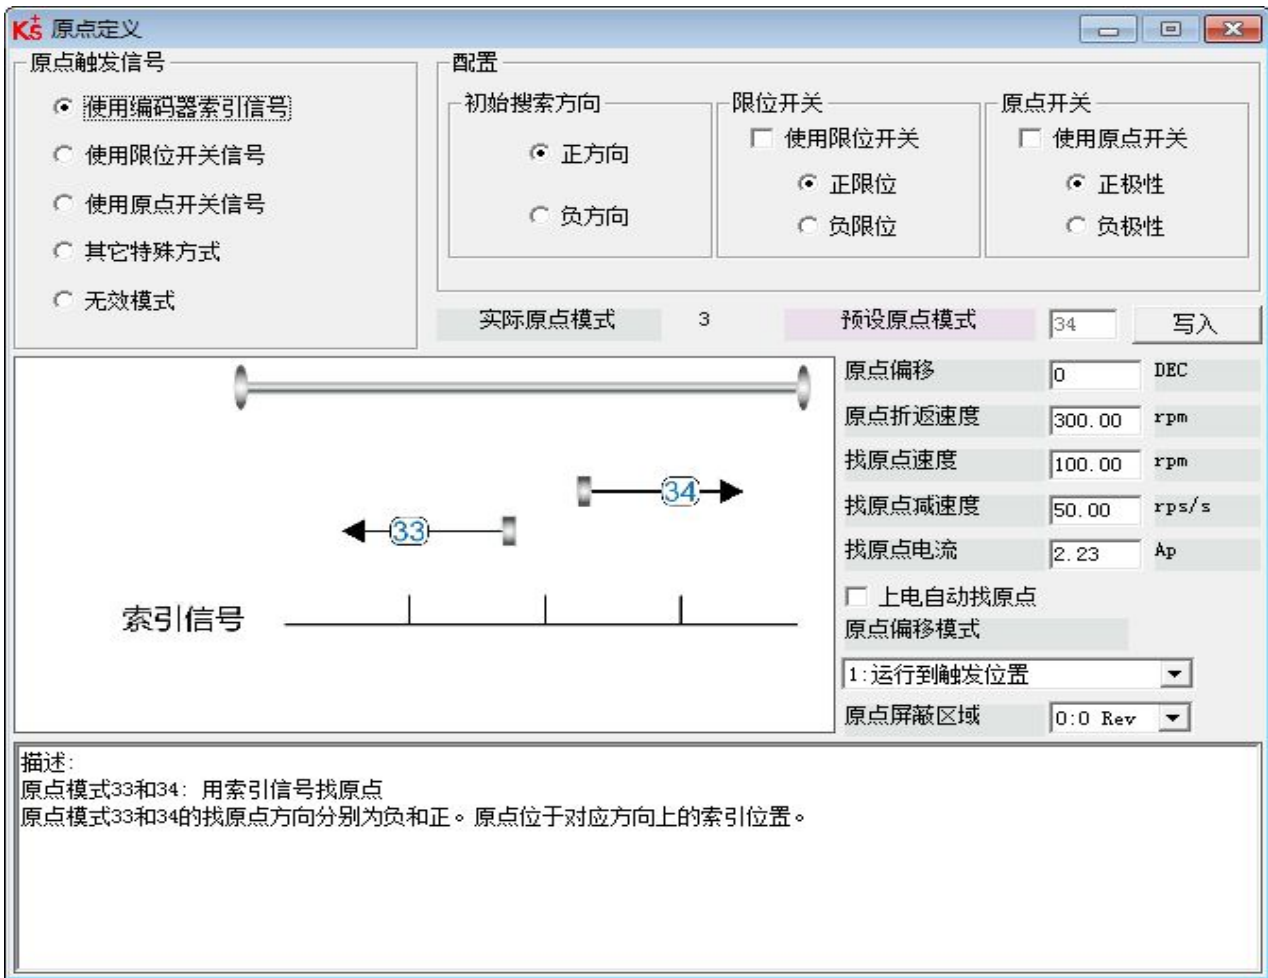 K$ 原点定义
原点触发信号
使用编码器索引信号
使用限位开关信号
使用原点开关信号
其它特殊方式
无效模式
配置
初始搜索方向
正方向
负方向
限位开关
使用限位开关
正限位
负限位
原点开关
使用原点开关
正极性
负极性
实际原点模式 3 预设原点模式 34 写入
34
33
索引信号
原点偏移 0 DEC
原点折返速度 300.00 rpm
找原点速度 100.00 rpm
找原点减速度 50.00 rps/s
找原点电流 2.23 Ap
上电自动找原点
原点偏移模式
1:运行到触发位置
原点屏蔽区域 0:0 Rev
描述:
原点模式33和34: 用索引信号找原点
原点模式33和34的找原点方向分别为负和正。原点位于对应方向上的索引位置。